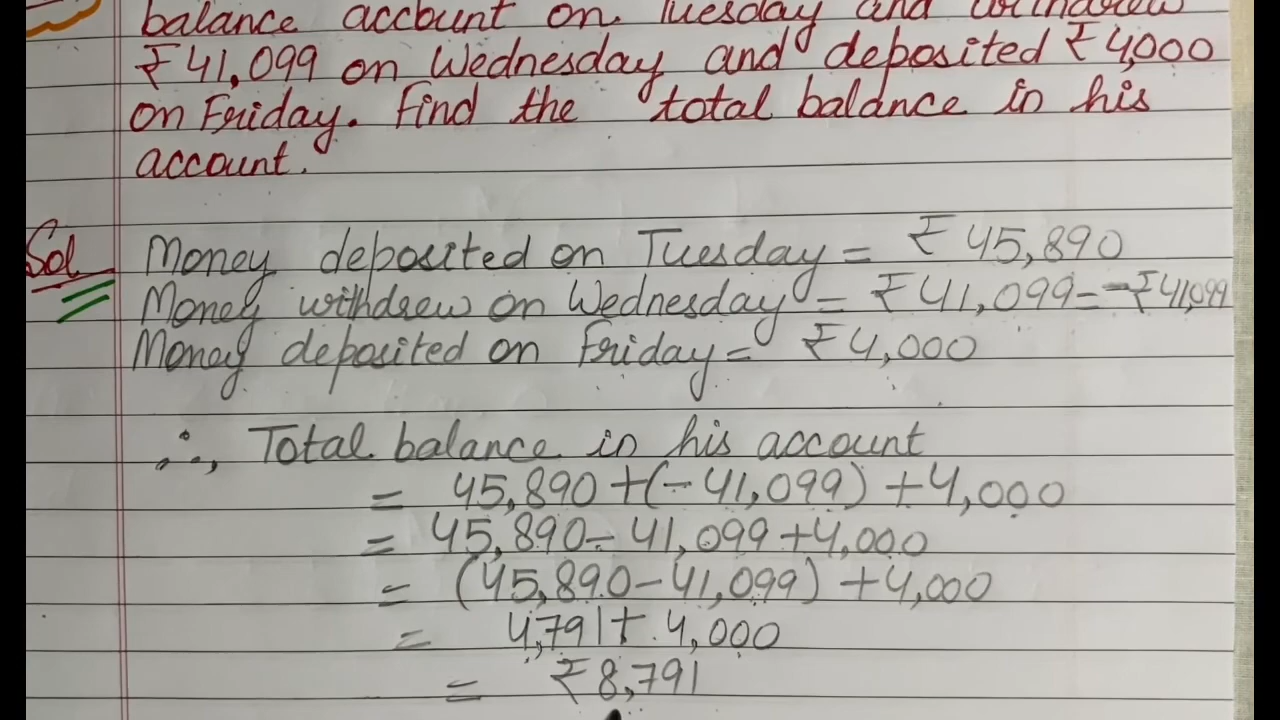 balance account on Tuesday and withdrew
₹41,099 on Wednesday and deposited ₹4,000
on Friday. Find the total balance in his
account.
Sol Money deposited on Tuesday = ₹45,890
Money withdrew on Wednesday = ₹41,099 = -₹41,099
Money deposited on Friday = ₹4,000
∴, Total balance in his account
= 45,890 + (-41,099) + 4,000
= 45,890 - 41,099 + 4,000
= (45,890 - 41,099) + 4,000
= 4,791 + 4,000
= ₹8,791